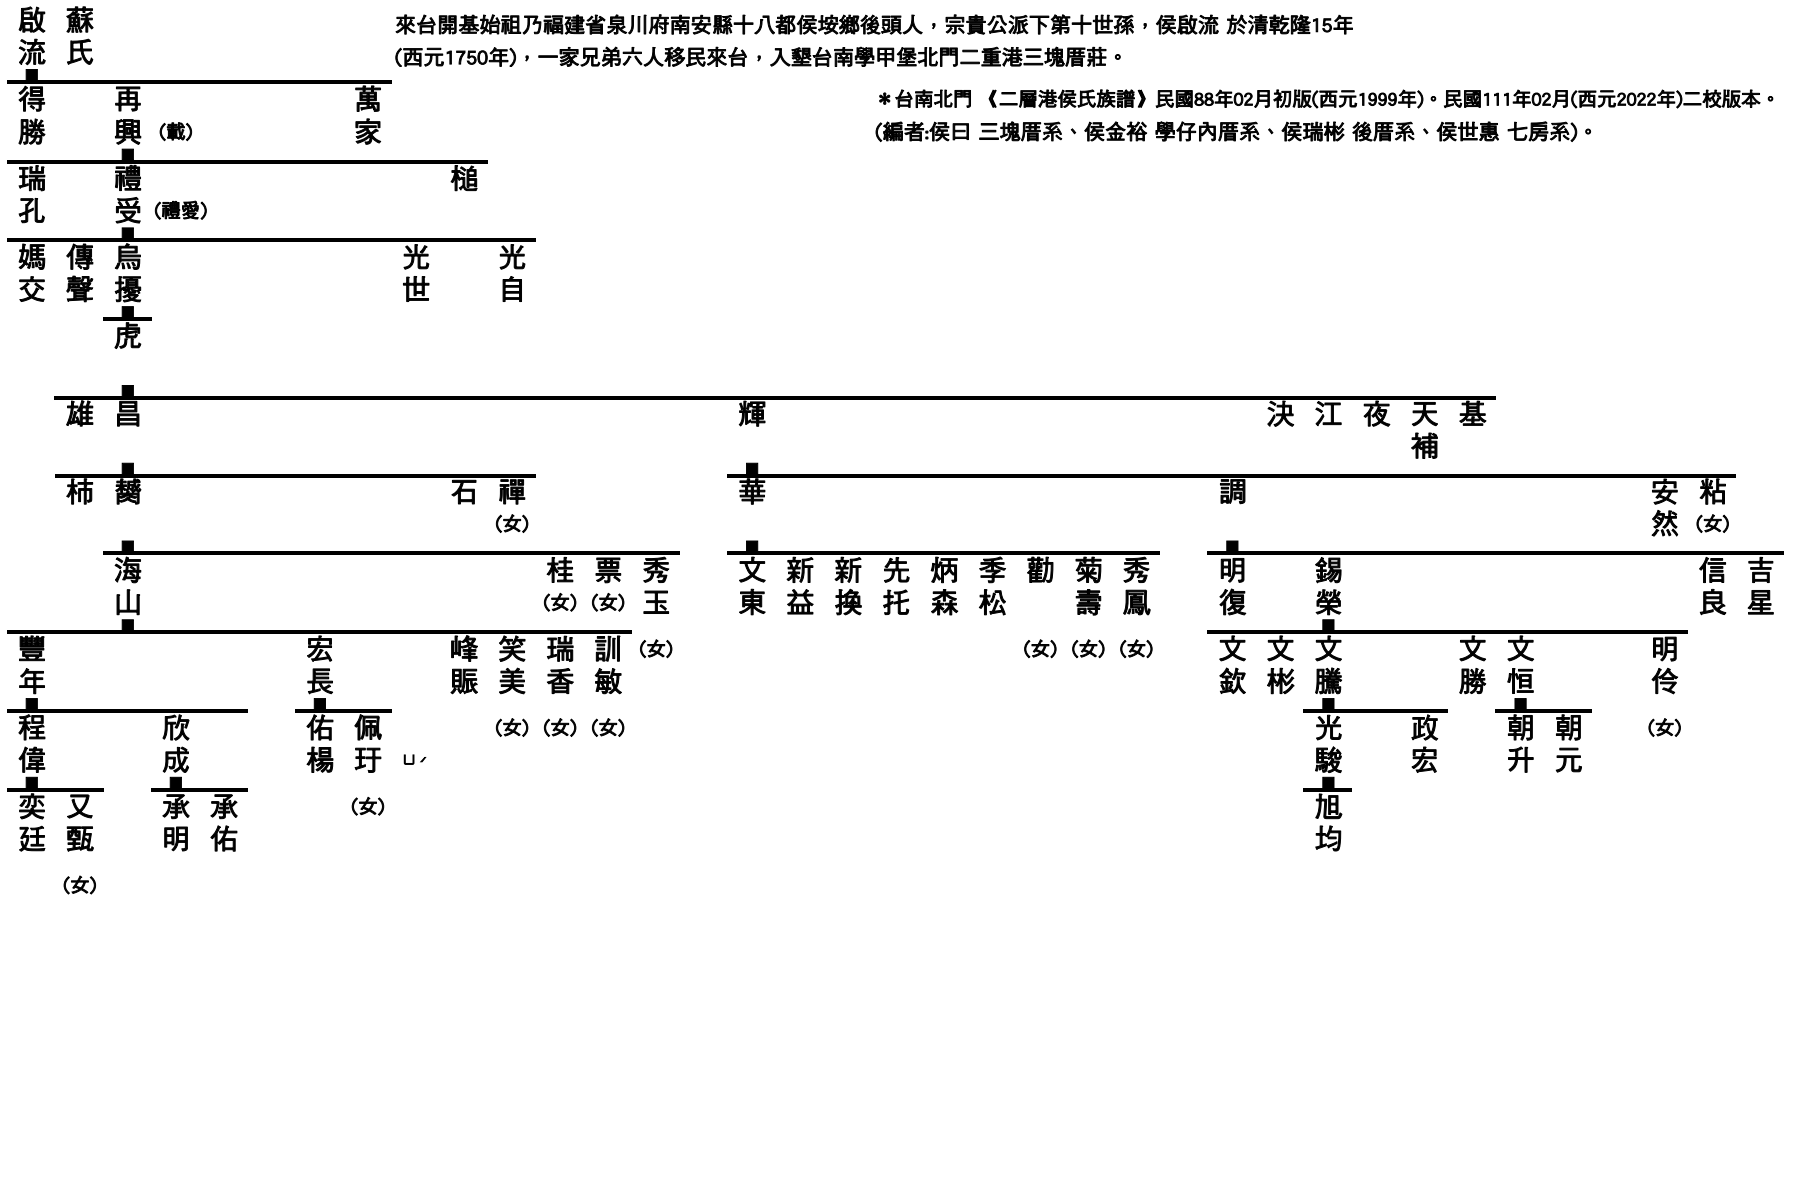 啟流 蘇氏
來台開基始祖乃福建省泉川府南安縣十八都侯垵鄉後頭人，宗貴公派下第十世孫，侯啟流 於清乾隆15年
(西元1750年)，一家兄弟六人移民來台，入墾台南學甲堡北門二重港三塊厝莊。
＊台南北門 《二層港侯氏族譜》民國88年02月初版(西元1999年)。民國111年02月(西元2022年)二校版本。
(編者:侯曰 三塊厝系、侯金裕 學仔內厝系、侯瑞彬 後厝系、侯世惠 七房系)。
得勝 再興 (戴) 萬家
瑞孔 禮受 (禮愛) 槌
媽交 傳聲 烏擾 光世 光自
虎
雄 昌 輝 決 江 夜 天補 基
柿 石 禪(女) 華 調 安然 粘(女)
海山 桂(女) 票(女) 秀玉(女) 文東 新益 新換 先托 炳森 季松 勸(女) 菊壽(女) 秀鳳(女) 明復 錫榮 信良 吉星
豐年 宏長 峰賑 笑美(女) 瑞香(女) 訓敏(女) 文欽 文彬 文騰 文勝 文恒 明伶(女)
程偉 欣成 佑楊 佩玗(女) ㄩˊ 光駿 政宏 朝升 朝元
奕廷 又甄(女) 承明 承佑 旭均